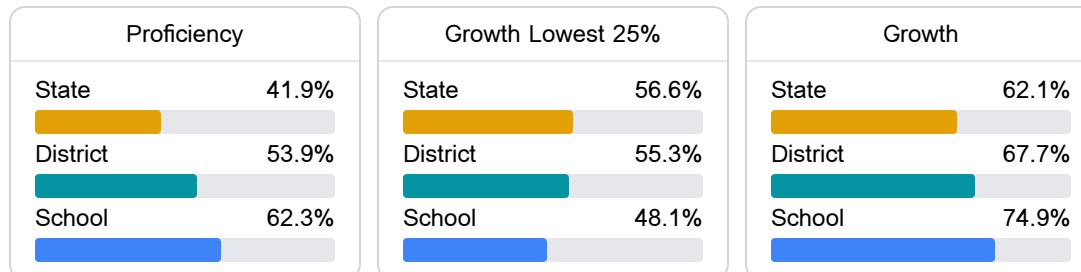 Proficiency
State 41.9%
District 53.9%
School 62.3%
Growth Lowest 25%
State 56.6%
District 55.3%
School 48.1%
Growth
State 62.1%
District 67.7%
School 74.9%